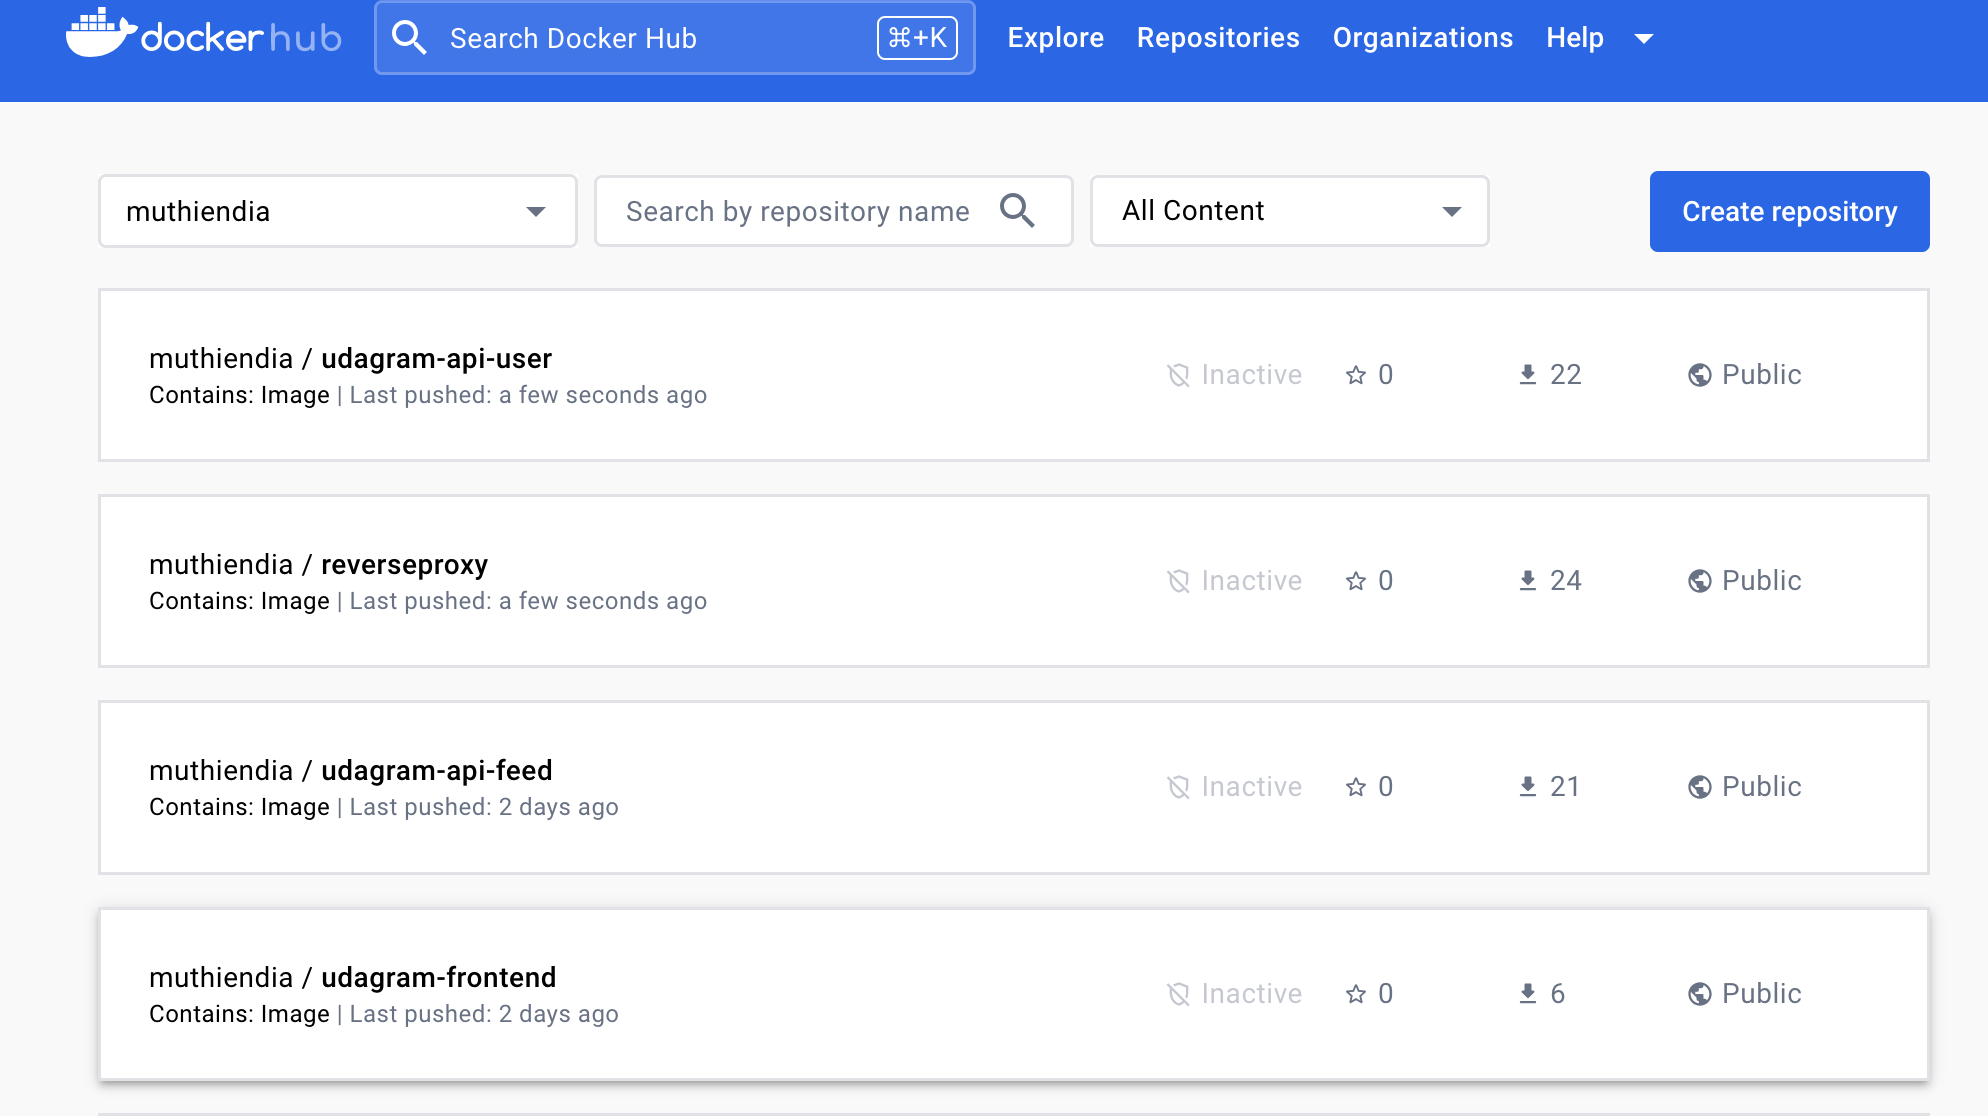 dockerhub
Search Docker Hub ⌘+K
Explore Repositories Organizations Help
muthiendia
Search by repository name
All Content
Create repository
muthiendia / udagram-api-user
Contains: Image | Last pushed: a few seconds ago
Inactive 0 22 Public
muthiendia / reverseproxy
Contains: Image | Last pushed: a few seconds ago
Inactive 0 24 Public
muthiendia / udagram-api-feed
Contains: Image | Last pushed: 2 days ago
Inactive 0 21 Public
muthiendia / udagram-frontend
Contains: Image | Last pushed: 2 days ago
Inactive 0 6 Public